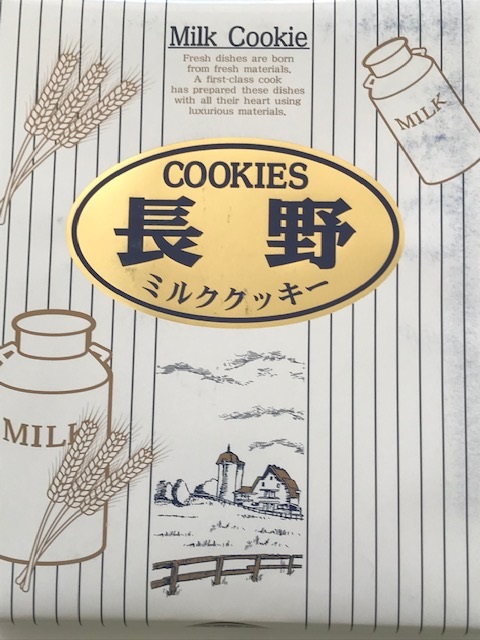 Milk Cookie
Fresh dishes are born
from fresh materials.
A first-class cook
has prepared these dishes
with all their heart using
luxurious materials.
MILK
COOKIES
長野
ミルククッキー
MILK